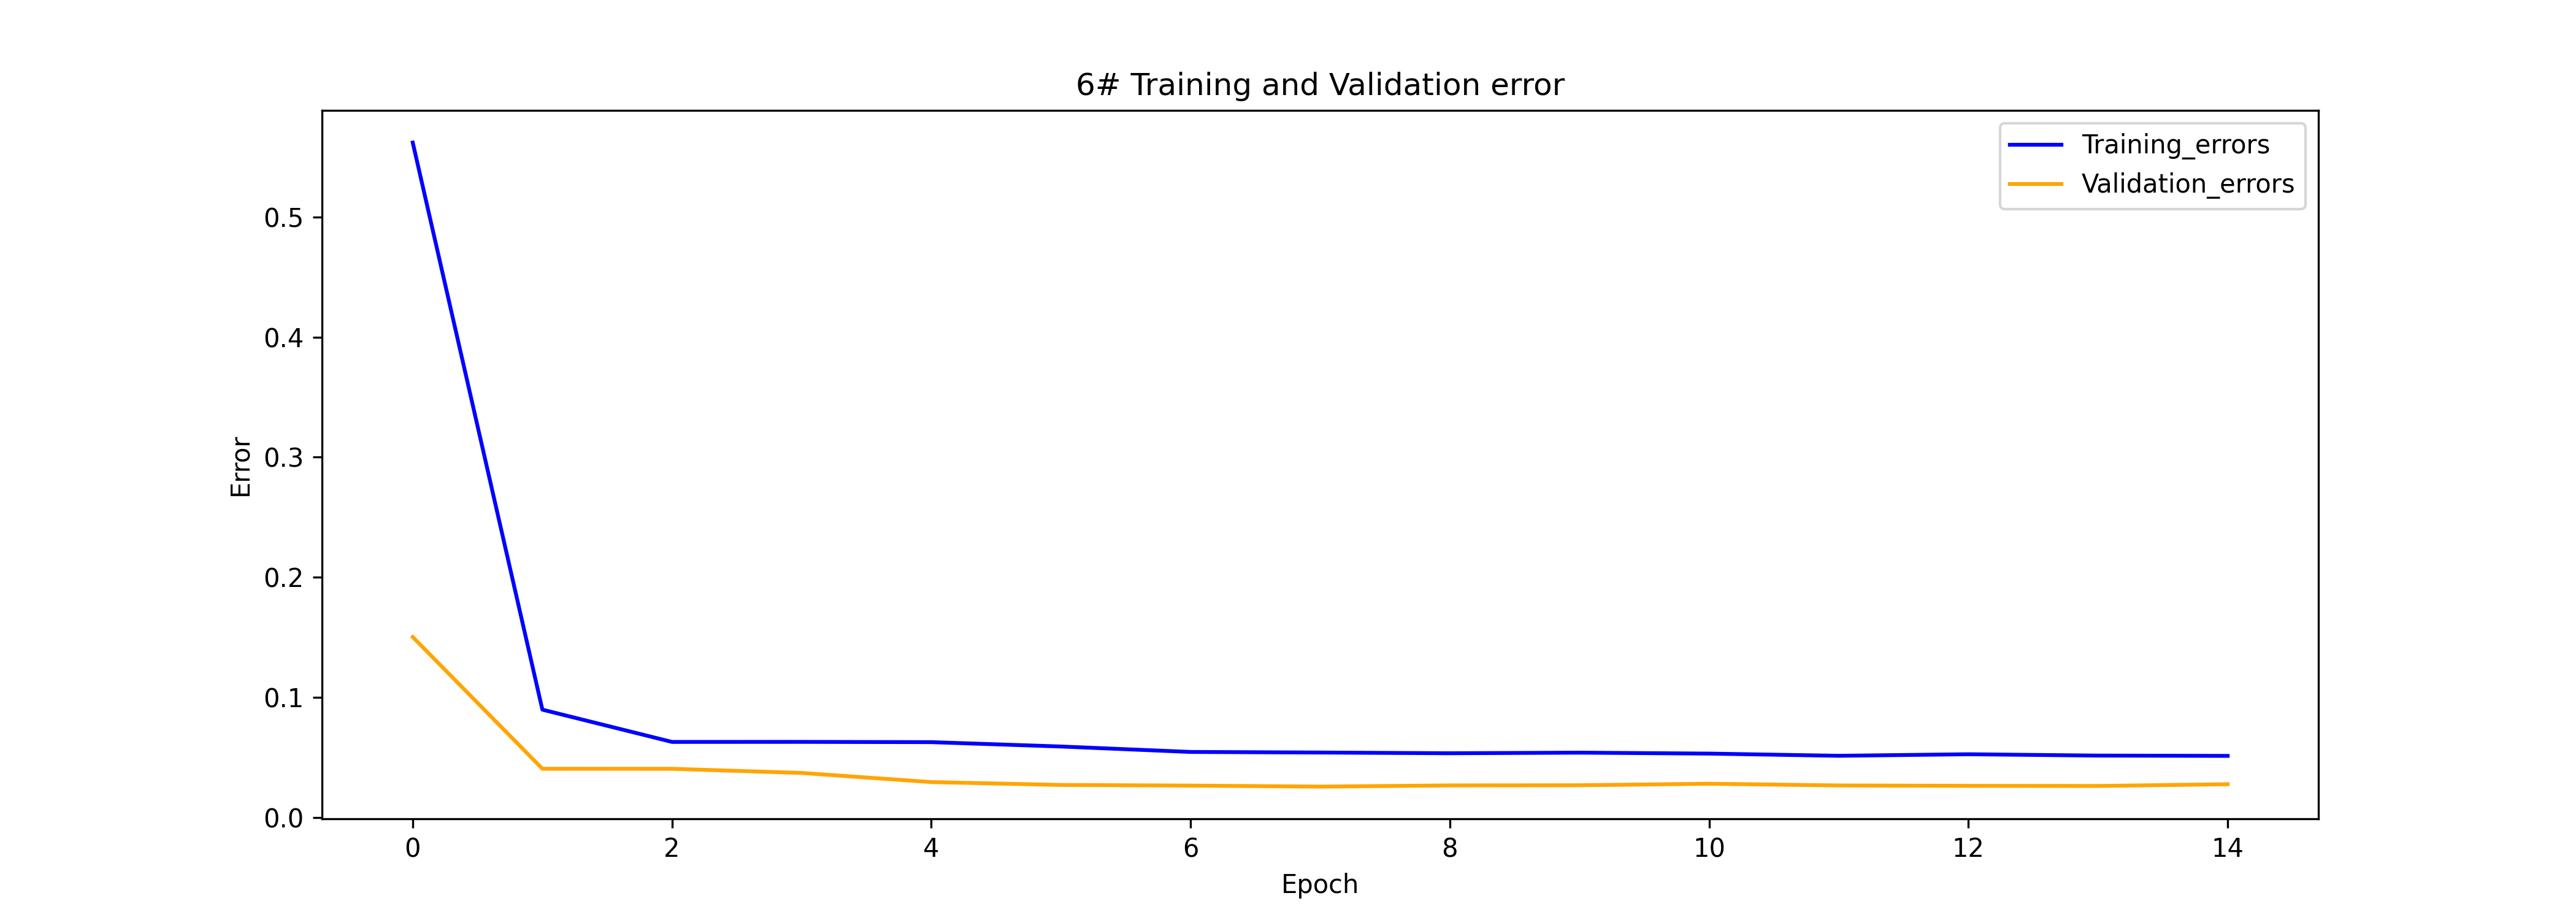 6# Training and Validation error
Training_errors
Validation_errors
0.5
0.4
0.3
0.2
0.1
0.0
Error
0 2 4 6 8 10 12 14
Epoch